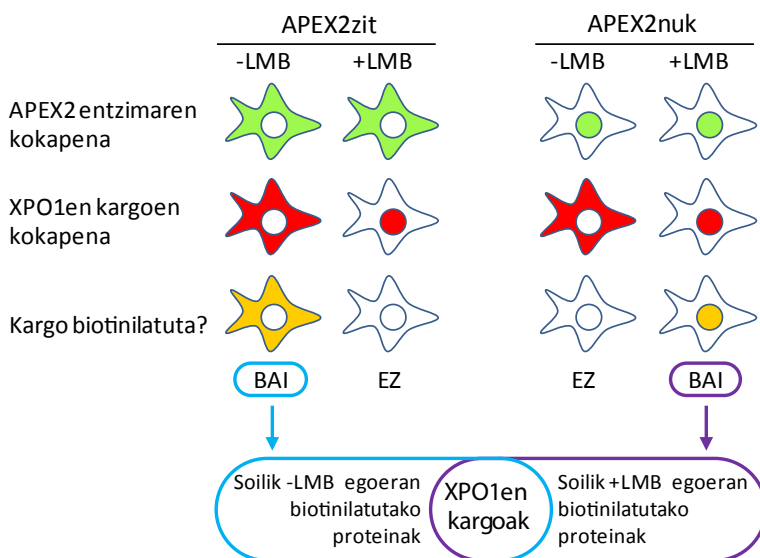 APEX2zit APEX2nuk
-LMB +LMB -LMB +LMB
APEX2 entzimaren
kokapena
XPO1en kargoen
kokapena
Kargo biotinilatuta?
BAI EZ EZ BAI
Soilik -LMB egoeran
biotinilatutako
proteinak
XPO1en
kargoak
Soilik +LMB egoeran
biotinilatutako
proteinak